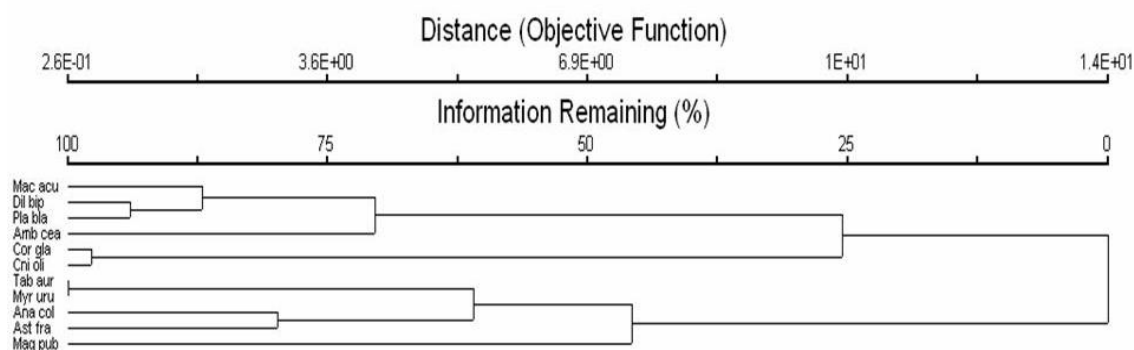 Distance (Objective Function)
2.6E-01 3.6E+00 6.9E+00 1E+01 1.4E+01
Information Remaining (%)
100 75 50 25 0
Mac acu
Dil bip
Pla bla
Amb cea
Cor gla
Cni oli
Tab aur
Myr uru
Ana col
Ast fra
Mag pub